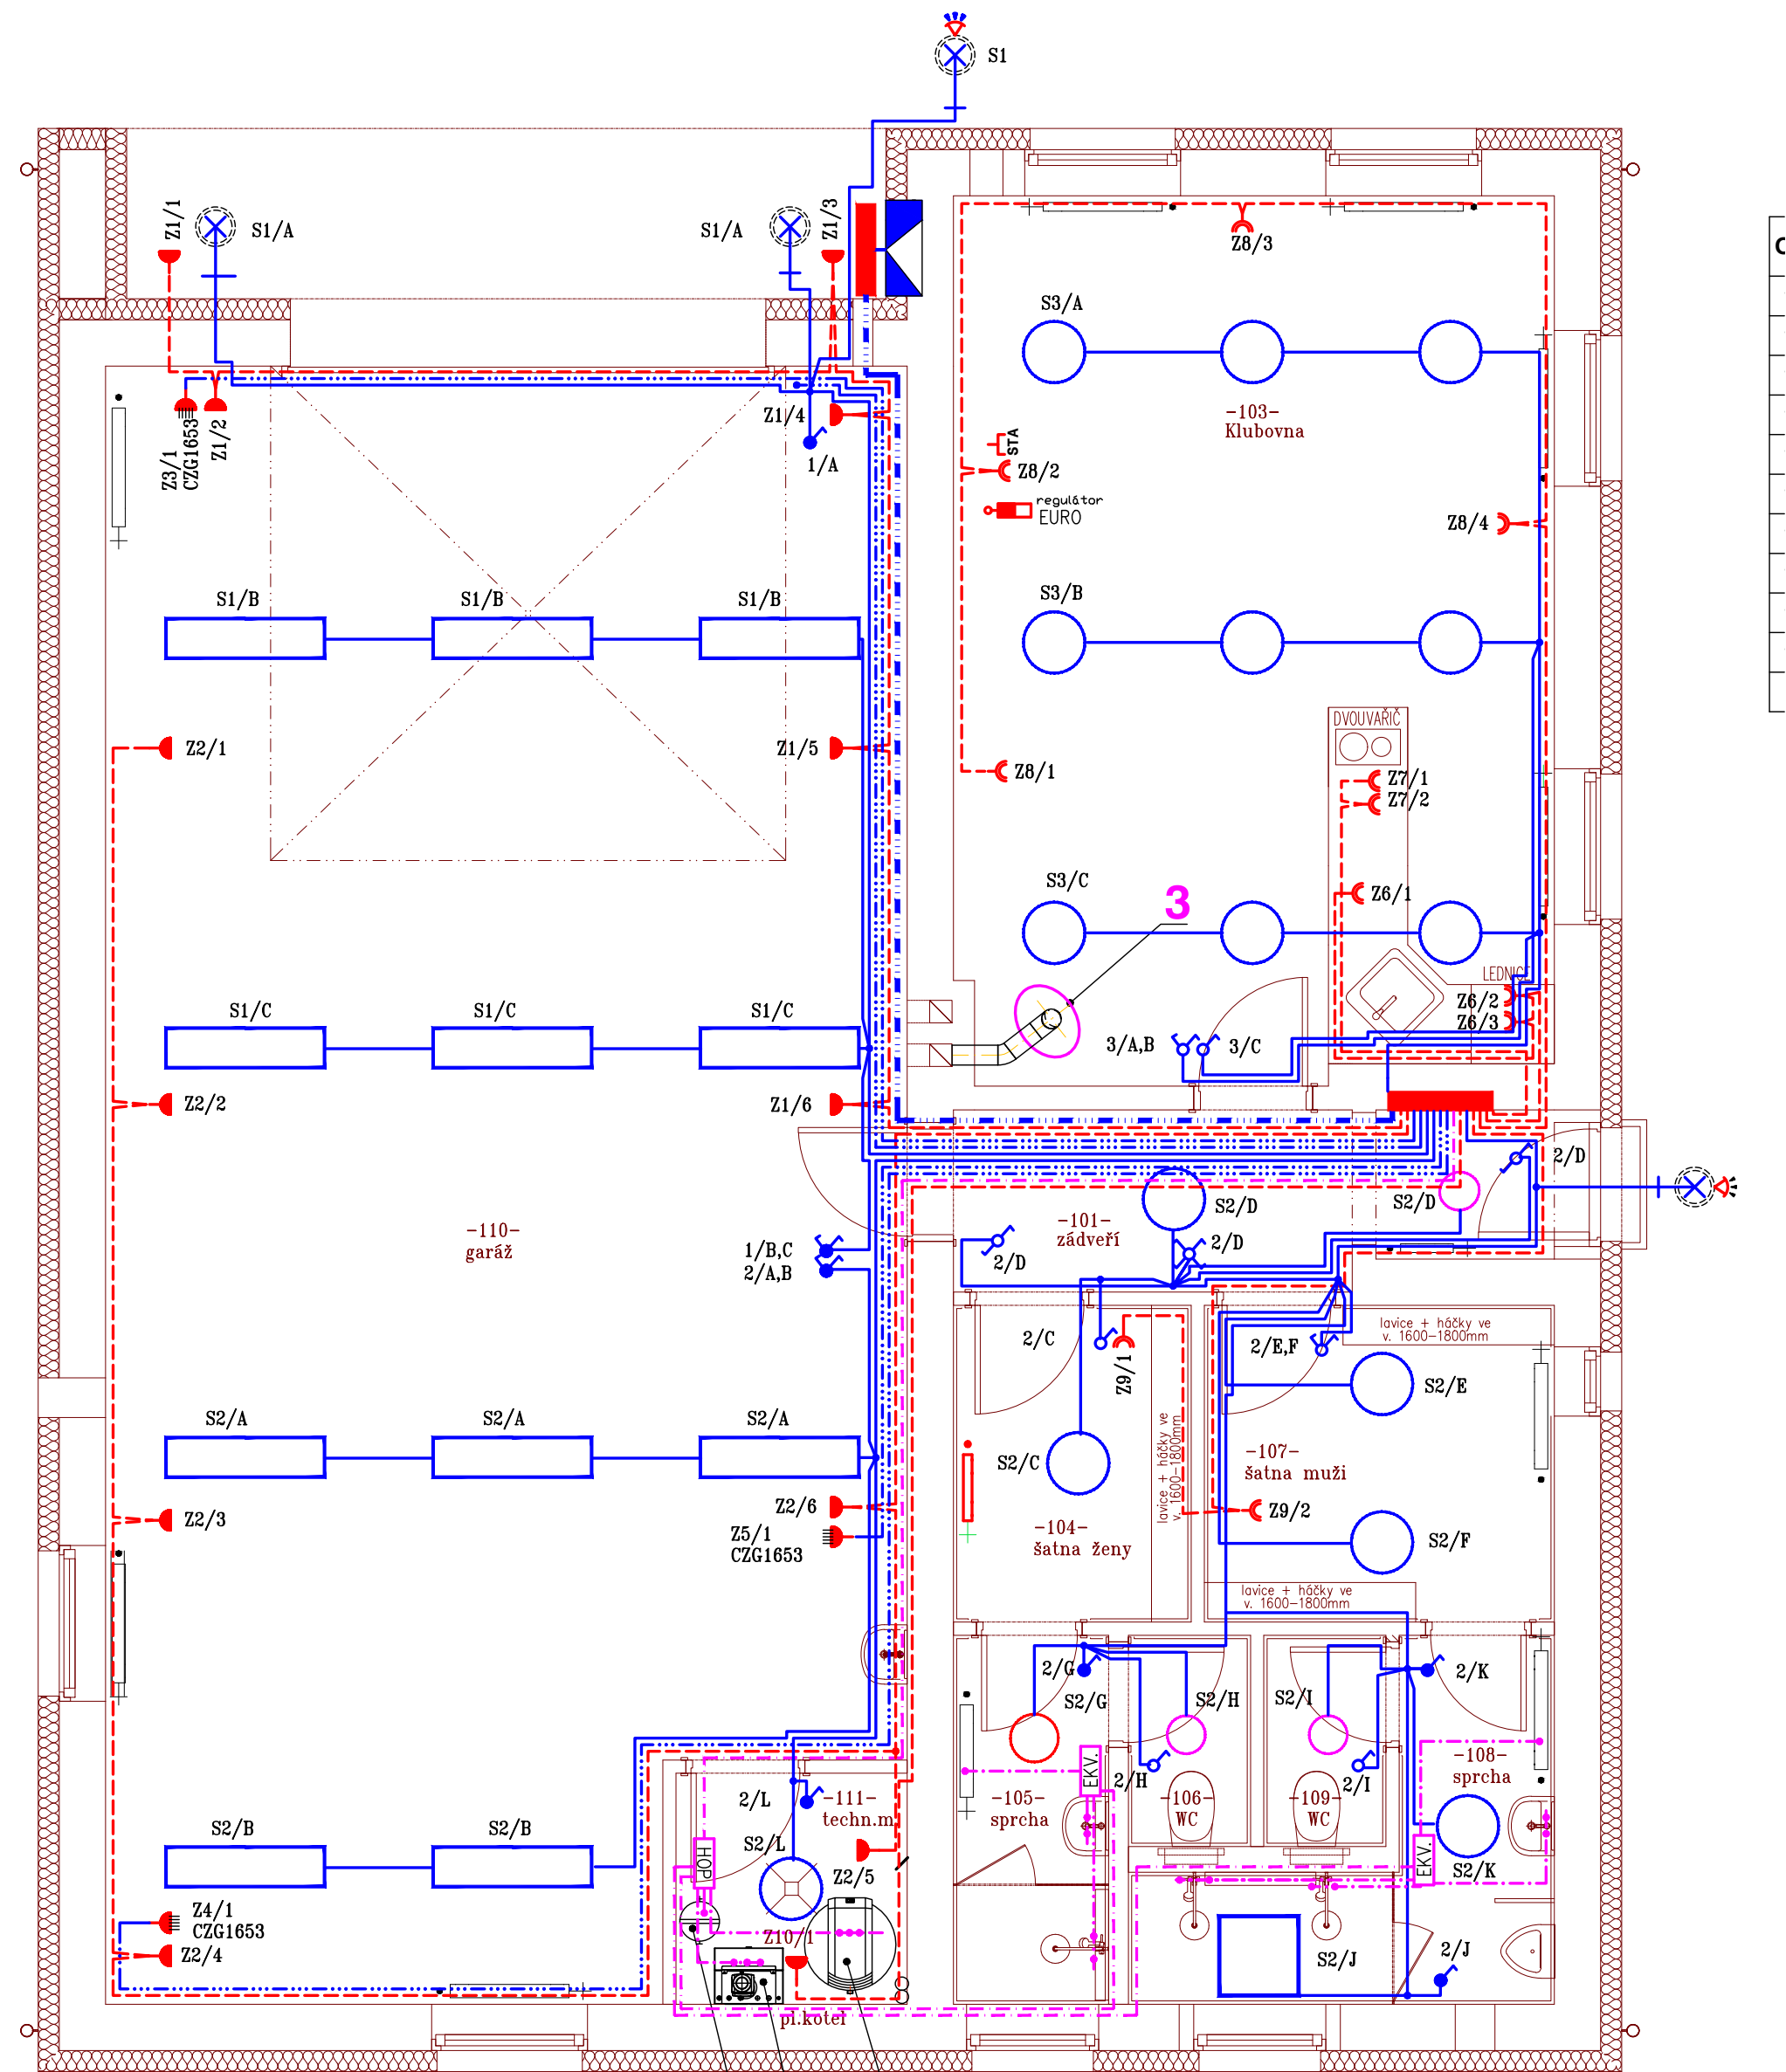 S1
Z1/1
S1/A
S1/A
Z1/3
Z8/3
S3/A
-103-
Klubovna
Z3/1
CZG1653
Z1/2
Z1/4
1/A
STA
Z8/2
regulátor
EURO
Z8/4
S1/B
S1/B
S1/B
S3/B
DVOUVAŘIČ
Z2/1
Z1/5
Z8/1
Z7/1
Z7/2
S3/C
3
Z6/1
LEDNICE
S1/C
S1/C
S1/C
Z6/2
Z6/3
3/A,B
3/C
Z2/2
Z1/6
2/D
S2/D
S2/D
-110-
garáž
-101-
zádveří
1/B,C
2/A,B
2/D
2/D
2/C
Z9/1
2/E,F
lavice + háčky ve
v. 1600-1800mm
S2/E
S2/A
S2/A
S2/A
S2/C
lavice + háčky ve
v. 1600-1800mm
-107-
šatna muži
Z2/3
Z2/6
Z5/1
CZG1653
Z9/2
-104-
šatna ženy
S2/F
lavice + háčky ve
v. 1600-1800mm
2/G
S2/G
S2/H
S2/I
2/K
EKV.
2/H
2/I
-108-
sprcha
2/L
-111-
techn.m
-105-
sprcha
-106-
WC
-109-
WC
S2/B
S2/B
S2/L
HOP
Z2/5
EKV.
S2/K
Z4/1
CZG1653
Z2/4
Z10/1
S2/J
2/J
pl.kotel